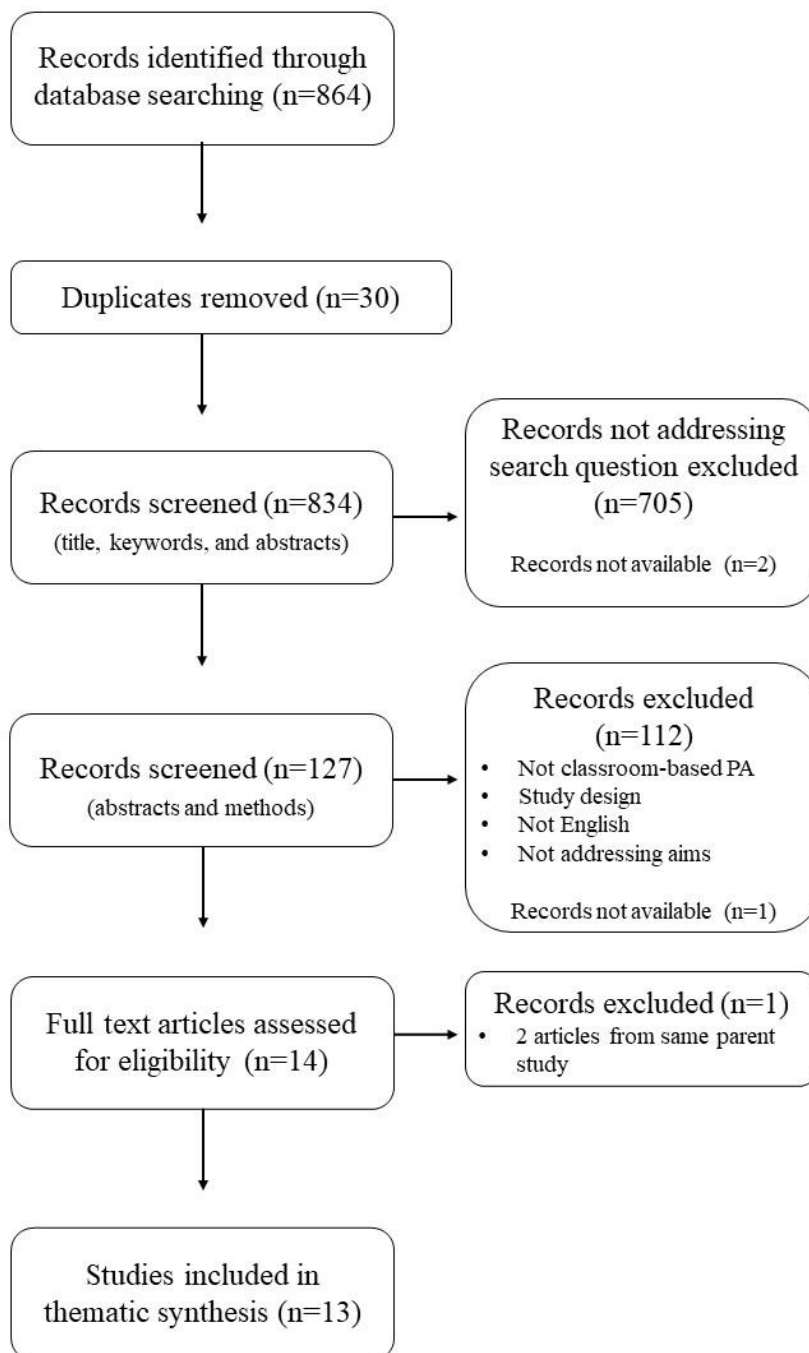 Records identified through
database searching (n=864)
Duplicates removed (n=30)
Records screened (n=834)
(title, keywords, and abstracts)
Records not addressing
search question excluded
(n=705)
Records not available (n=2)
Records screened (n=127)
(abstracts and methods)
Records excluded
(n=112)
• Not classroom-based PA
• Study design
• Not English
• Not addressing aims
Records not available (n=1)
Full text articles assessed
for eligibility (n=14)
Records excluded (n=1)
• 2 articles from same parent
study
Studies included in
thematic synthesis (n=13)